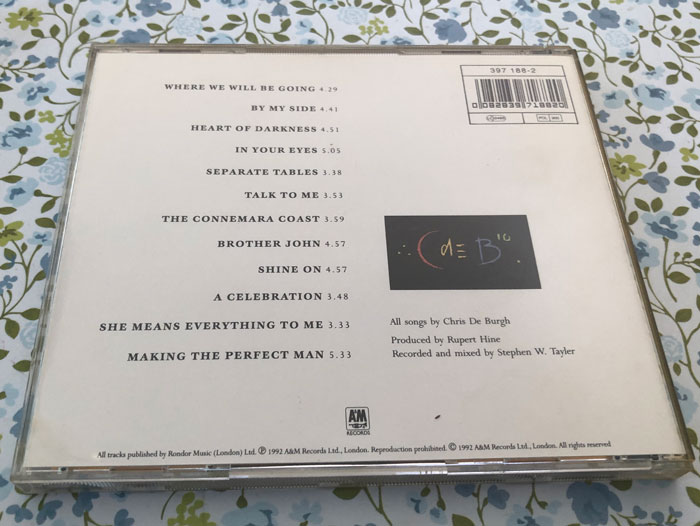 397 188-2
0 082839 718820
WHERE WE WILL BE GOING 4.29
BY MY SIDE 4.41
HEART OF DARKNESS 4.51
IN YOUR EYES 5.05
SEPARATE TABLES 3.38
TALK TO ME 3.53
THE CONNEMARA COAST 3.59
BROTHER JOHN 4.57
SHINE ON 4.57
A CELEBRATION 3.48
SHE MEANS EVERYTHING TO ME 3.33
MAKING THE PERFECT MAN 5.33
∴ CdΞB'10 .
All songs by Chris De Burgh
Produced by Rupert Hine
Recorded and mixed by Stephen W. Tayler
A&M
RECORDS
All tracks published by Rondor Music (London) Ltd. ℗ 1992 A&M Records Ltd., London. Reproduction prohibited. © 1992 A&M Records Ltd., London. All rights reserved